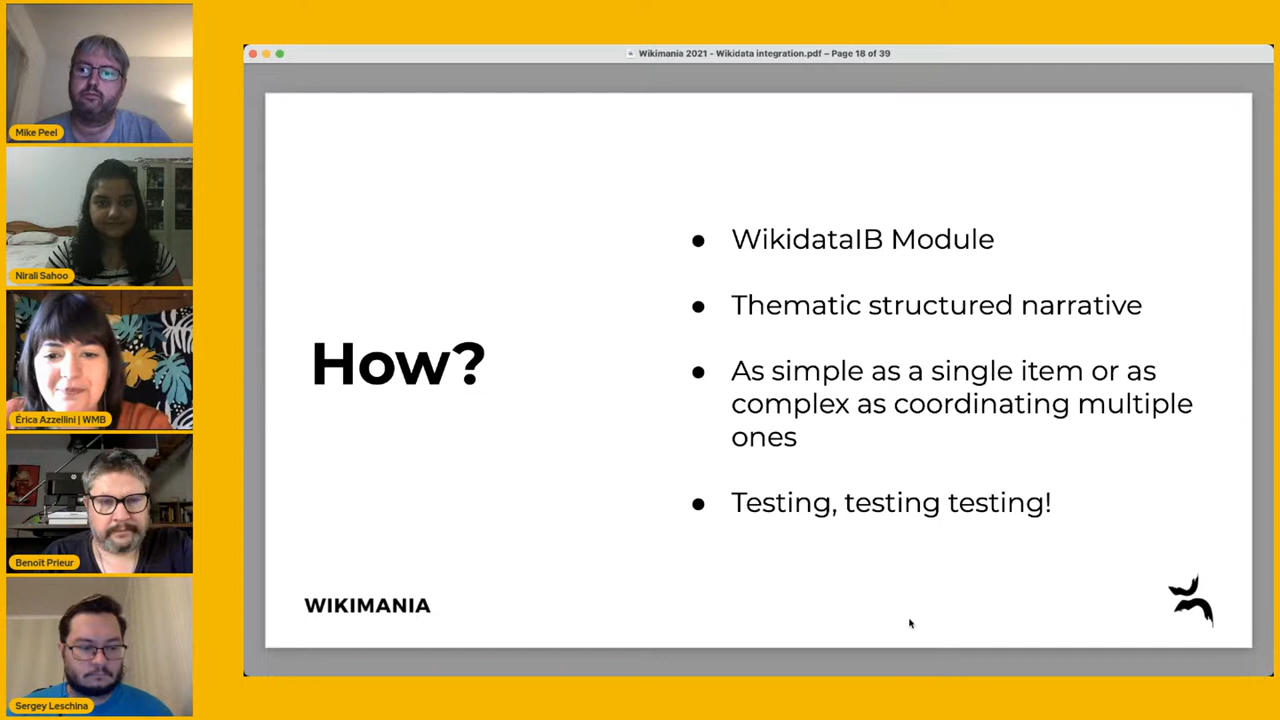 Mike Peel
Nirali Sahoo
Érica Azzellini | WMB
Benoît Prieur
Sergey Leschina
Wikimania 2021 - Wikidata integration.pdf – Page 18 of 39
How?
● WikidataIB Module
● Thematic structured narrative
● As simple as a single item or as
complex as coordinating multiple
ones
● Testing, testing testing!
WIKIMANIA